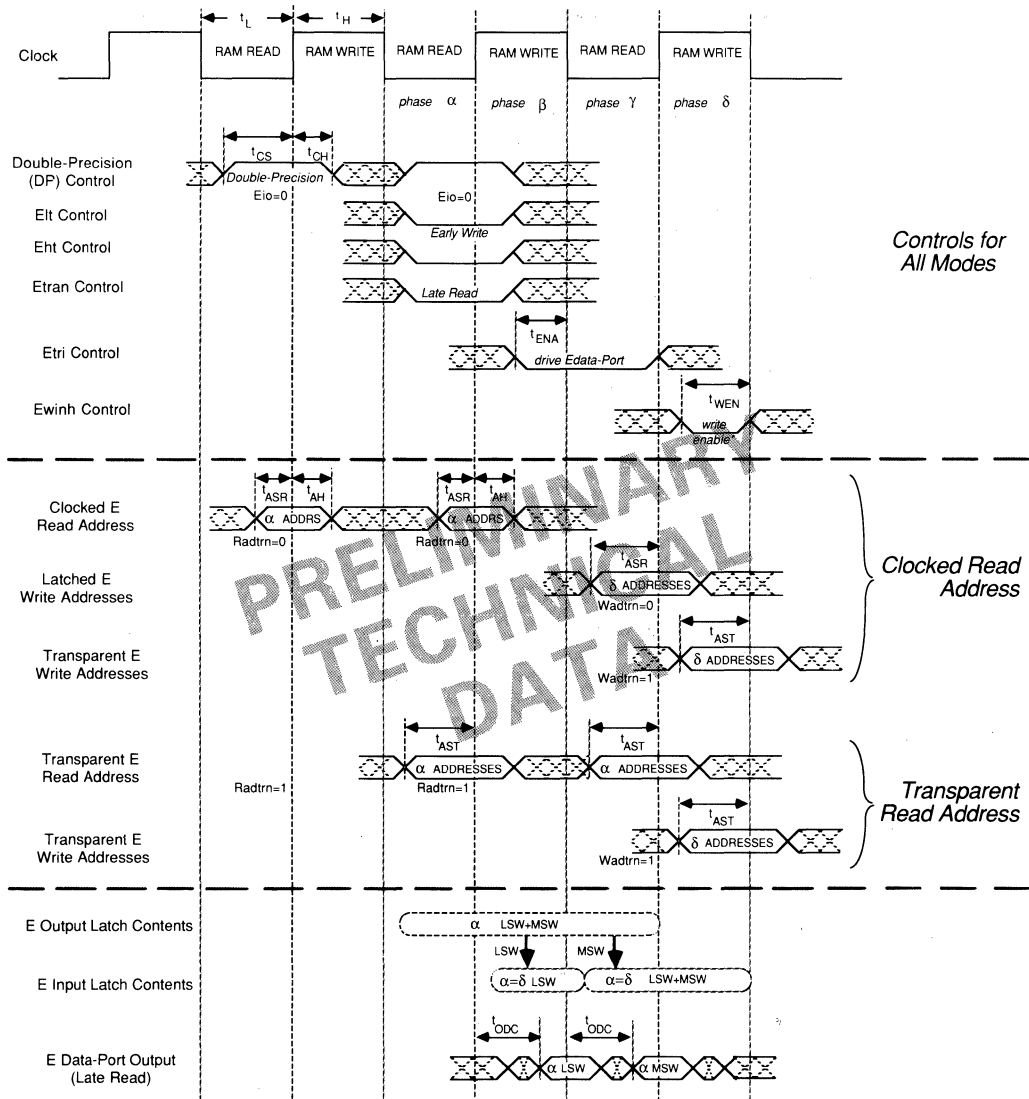 t_L t_H
Clock RAM READ RAM WRITE RAM READ RAM WRITE RAM READ RAM WRITE
phase α phase β phase γ phase δ
t_CS t_CH
Double-Precision
(DP) Control
Double-Precision
Eio=0 Eio=0
Elt Control
Early Write
Eht Control
Etran Control Late Read
t_ENA
Etri Control drive Edata-Port
t_WEN
Ewinh Control write
enable*
Controls for
All Modes
t_ASR t_AH t_ASR t_AH
Clocked E
Read Address
α ADDRS α ADDRS
Radtrn=0 Radtrn=0
t_ASR
Latched E
Write Addresses
δ ADDRESSES
Wadtrn=0
t_AST
Transparent E
Write Addresses
δ ADDRESSES
Wadtrn=1
Clocked Read
Address
PRELIMINARY
TECHNICAL
DATA
t_AST t_AST
Transparent E
Read Address
α ADDRESSES α ADDRESSES
Radtrn=1 Radtrn=1
t_AST
Transparent E
Write Addresses
δ ADDRESSES
Wadtrn=1
Transparent
Read Address
E Output Latch Contents α LSW+MSW
LSW MSW
E Input Latch Contents α=δ LSW α=δ LSW+MSW
t_ODC t_ODC
E Data-Port Output
(Late Read)
α LSW α MSW